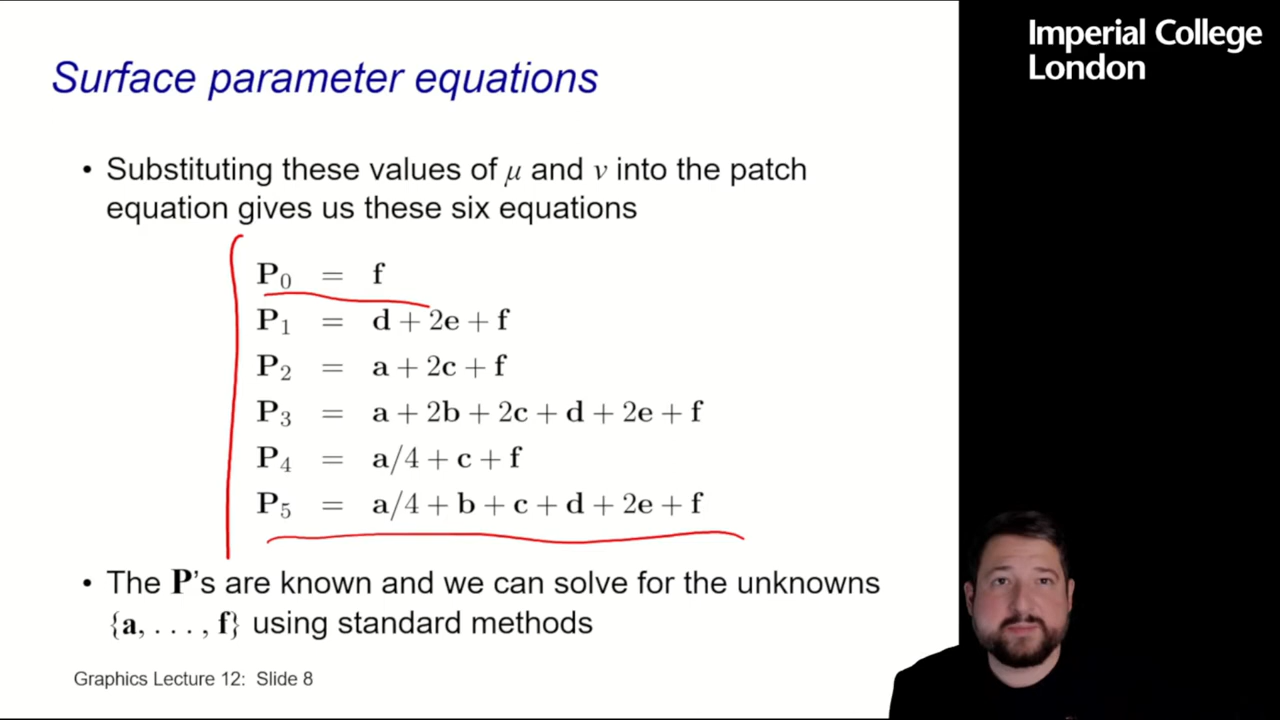 Imperial College
London
Surface parameter equations
• Substituting these values of μ and ν into the patch
equation gives us these six equations
P₀ = f
P₁ = d + 2e + f
P₂ = a + 2c + f
P₃ = a + 2b + 2c + d + 2e + f
P₄ = a/4 + c + f
P₅ = a/4 + b + c + d + 2e + f
• The P's are known and we can solve for the unknowns
{a, . . . , f} using standard methods
Graphics Lecture 12: Slide 8